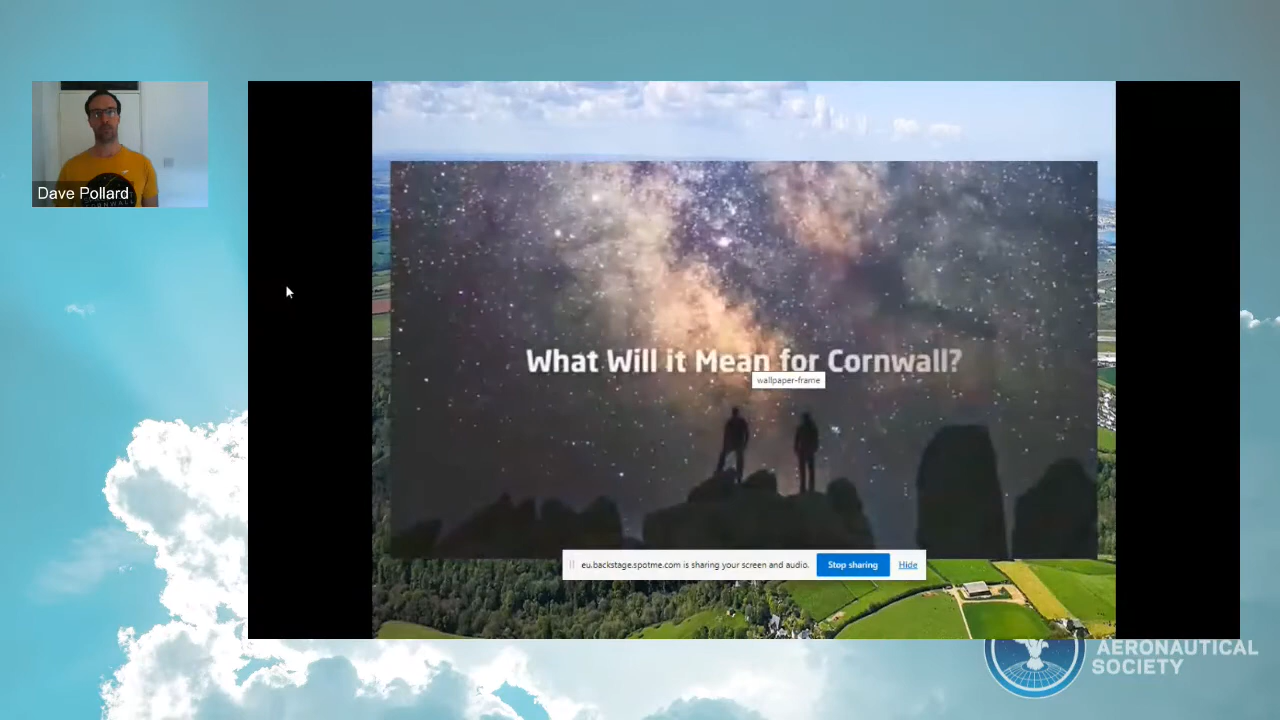 Dave Pollard
What Will it Mean for Cornwall?
wallpaper-frame
eu.backstage.spotme.com is sharing your screen and audio.
Stop sharing
Hide
AERONAUTICAL
SOCIETY